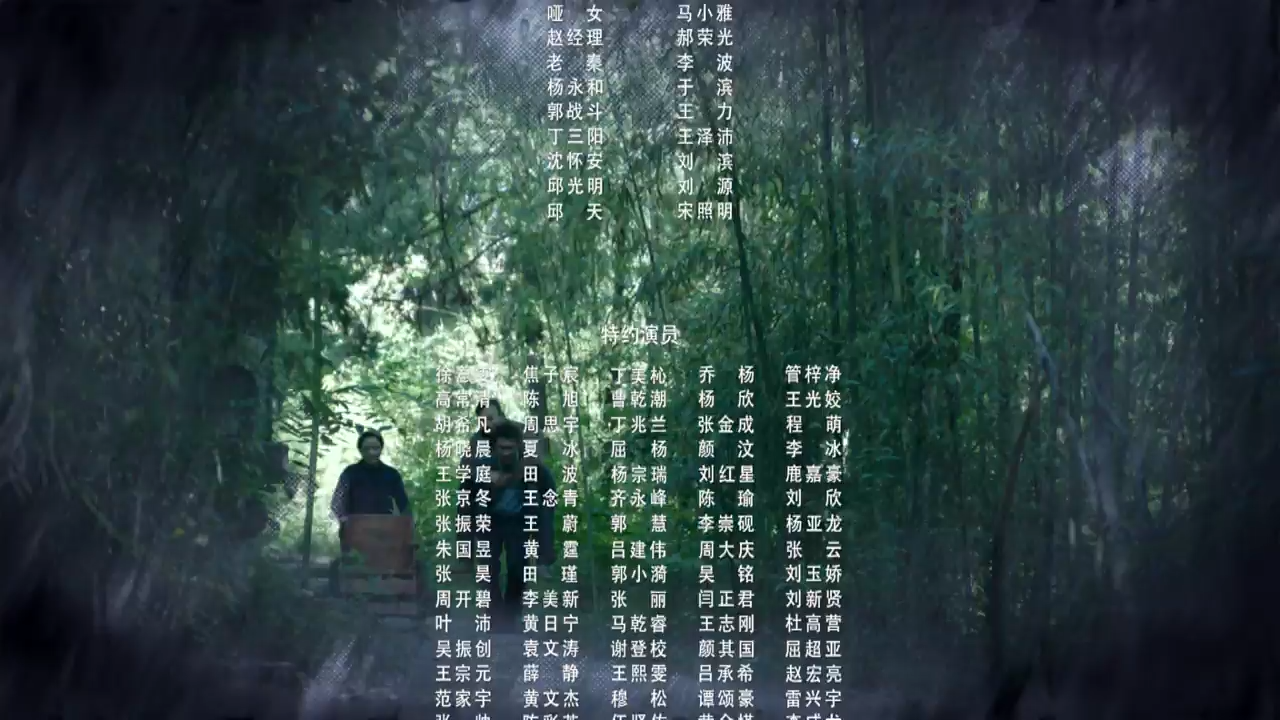 哑 女 马小雅
赵经理 郝荣光
老 秦 李 波
杨永和 于 滨
郭战斗 王 力
丁三阳 王泽沛
沈怀安 刘 滨
邱光明 刘 源
邱 天 宋照明
特约演员
焦子宸 丁美杺 乔 杨 管梓净
高常清 陈 旭 曹乾潮 杨 欣 王光姣
胡希凡 周思宇 丁兆兰 张金成 程 萌
杨晓晨 夏 冰 屈 杨 颜 汶 李 冰
王学庭 田 波 杨宗瑞 刘红星 鹿嘉豪
张京冬 王念青 齐永峰 陈 瑜 刘 欣
张振荣 王 蔚 郭 慧 李崇砚 杨亚龙
朱国昱 黄 霆 吕建伟 周大庆 张 云
张 昊 田 瑾 郭小漪 吴 铭 刘玉娇
周开碧 李美新 张 丽 闫正君 刘新贤
叶 沛 黄日宁 马乾睿 王志刚 杜高营
吴振创 袁文涛 谢登校 颜其国 屈超亚
王宗元 薛 静 王熙雯 吕承希 赵宏亮
范家宇 黄文杰 穆 松 谭颂豪 雷兴宇